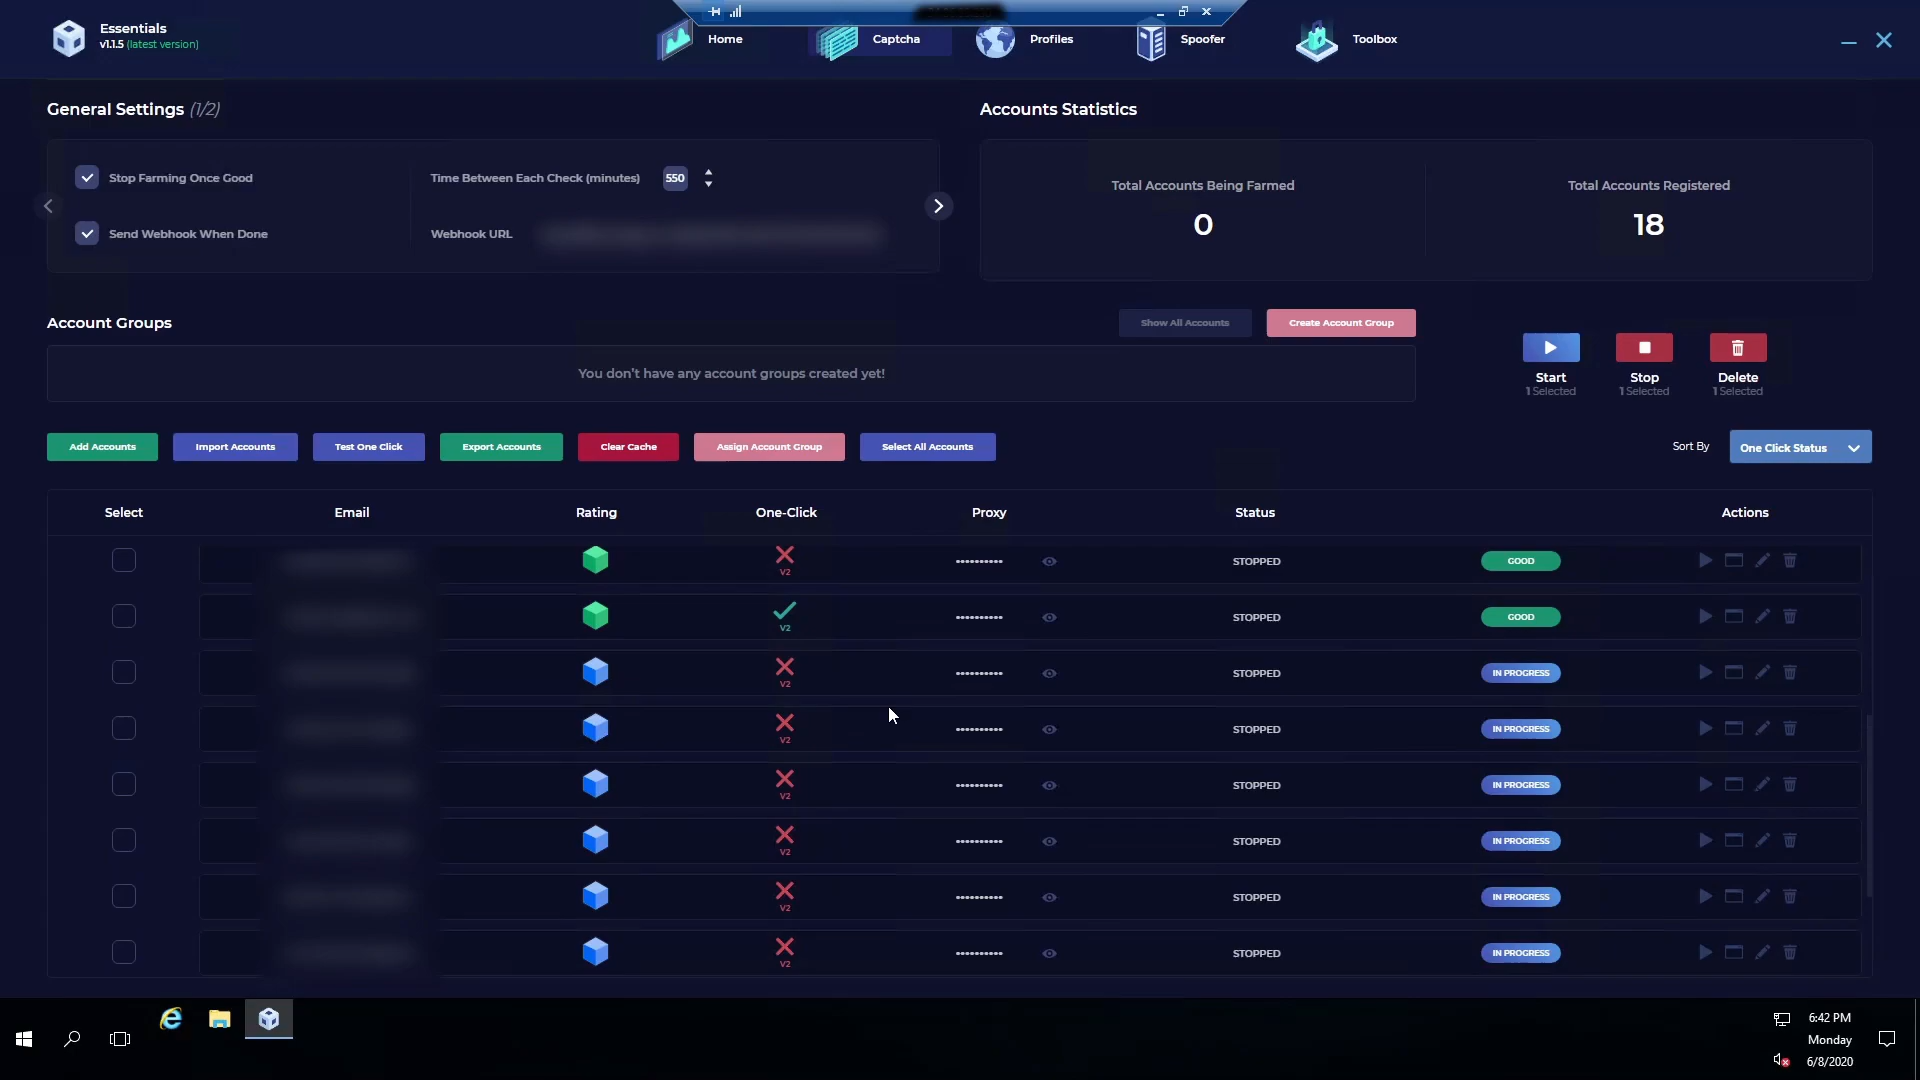 Essentials
v1.1.5 (latest version)
Home
Captcha
Profiles
Spoofer
Toolbox
General Settings (1/2)
Accounts Statistics
Stop Farming Once Good
Time Between Each Check (minutes)
550
Send Webhook When Done
Webhook URL
Total Accounts Being Farmed
0
Total Accounts Registered
18
Account Groups
Show All Accounts
Create Account Group
You don't have any account groups created yet!
Start
1 Selected
Stop
1 Selected
Delete
1 Selected
Add Accounts
Import Accounts
Test One Click
Export Accounts
Clear Cache
Assign Account Group
Select All Accounts
Sort By
One Click Status
Select Email Rating One-Click Proxy Status Actions
V2 ---------- STOPPED GOOD
V2 ---------- STOPPED GOOD
V2 ---------- STOPPED IN PROGRESS
V2 ---------- STOPPED IN PROGRESS
V2 ---------- STOPPED IN PROGRESS
V2 ---------- STOPPED IN PROGRESS
V2 ---------- STOPPED IN PROGRESS
V2 ---------- STOPPED IN PROGRESS
6:42 PM
Monday
6/8/2020